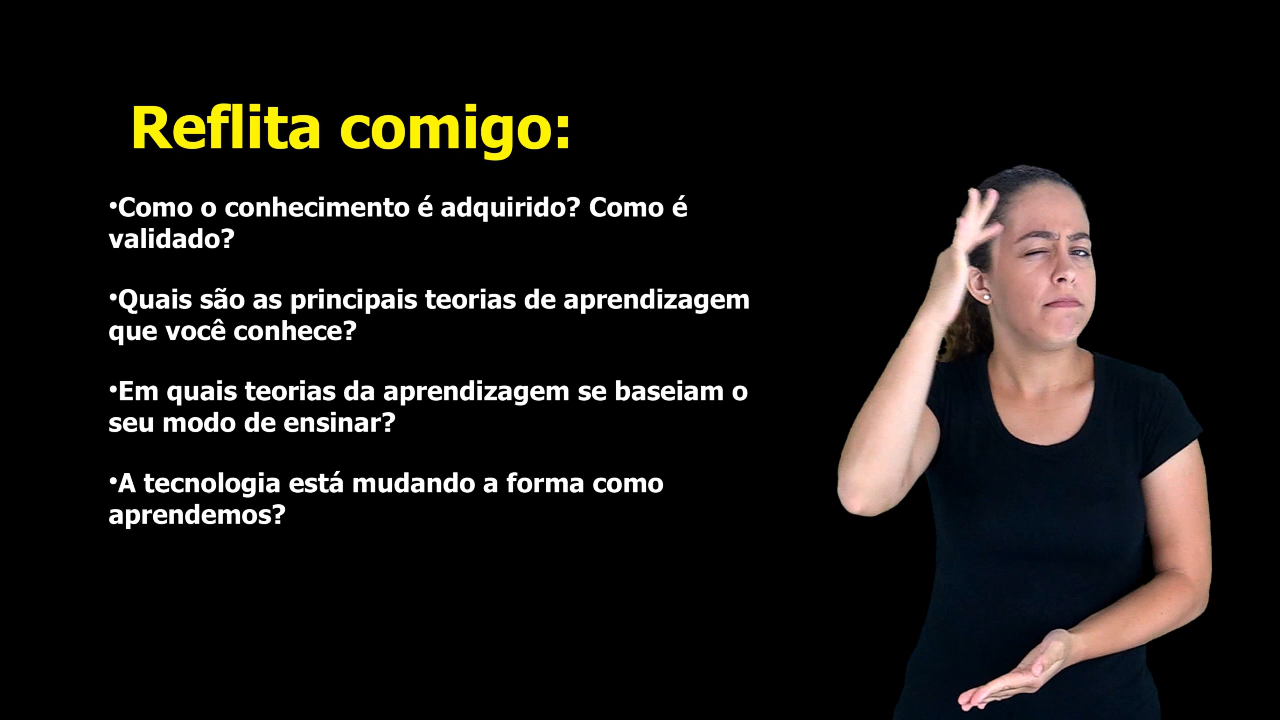 Reflita comigo:
•Como o conhecimento é adquirido? Como é
validado?
•Quais são as principais teorias de aprendizagem
que você conhece?
•Em quais teorias da aprendizagem se baseiam o
seu modo de ensinar?
•A tecnologia está mudando a forma como
aprendemos?